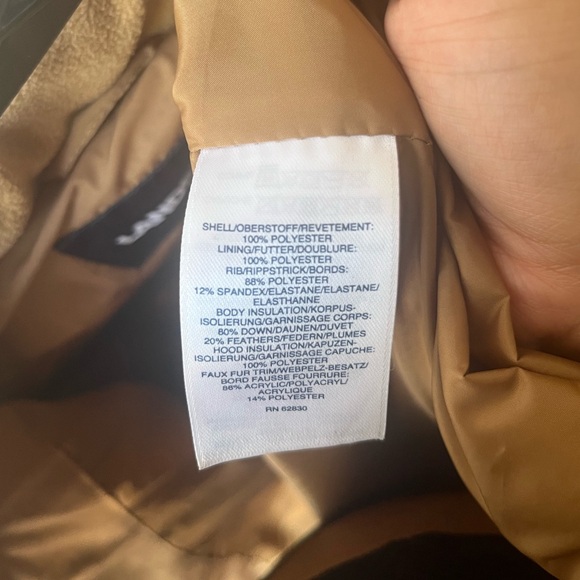 LANDS
SHELL/OBERSTOFF/REVETEMENT:
100% POLYESTER
LINING/FUTTER/DOUBLURE:
100% POLYESTER
RIB/RIPPSTRICK/BORDS:
88% POLYESTER
12% SPANDEX/ELASTANE/ELASTANE/
ELASTHANNE
BODY INSULATION/KORPUS-
ISOLIERUNG/GARNISSAGE CORPS:
80% DOWN/DAUNEN/DUVET
20% FEATHERS/FEDERN/PLUMES
HOOD INSULATION/KAPUZEN-
ISOLIERUNG/GARNISSAGE CAPUCHE:
100% POLYESTER
FAUX FUR TRIM/WEBPELZ-BESATZ/
BORD FAUSSE FOURRURE:
86% ACRYLIC/POLYACRYL/
ACRYLIQUE
14% POLYESTER
RN 62830